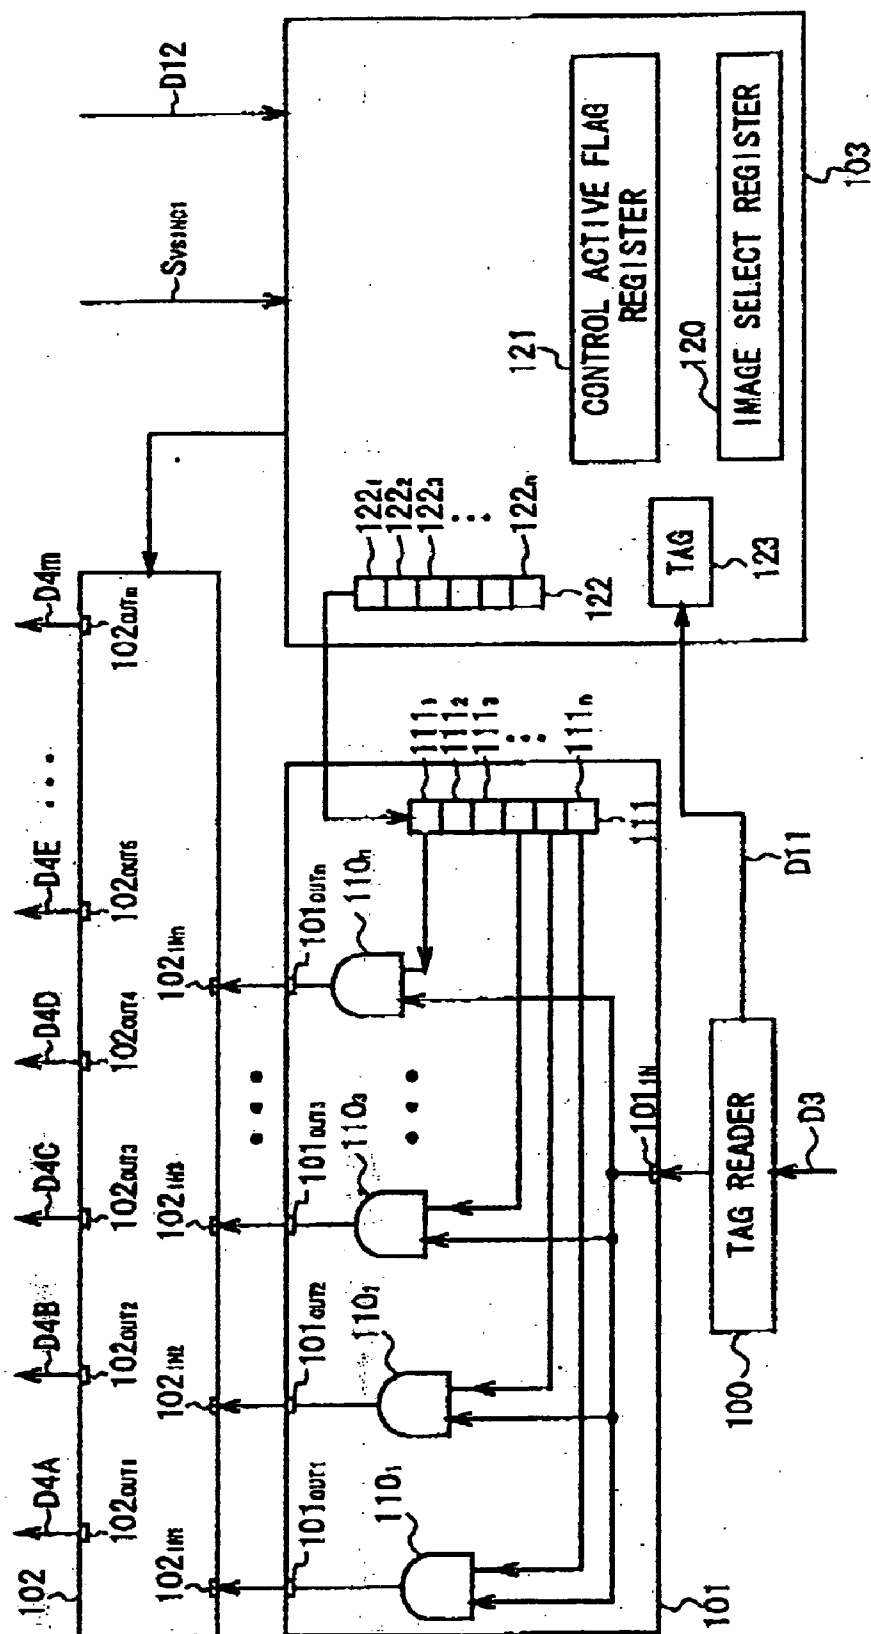 102
D4A
D4B
D4C
D4D
D4E
...
D4m
102OUT1
102OUT2
102OUT3
102OUT4
102OUT5
102OUTm
102IN1
102IN2
102IN3
...
102INn
SVSINC1
D12
101OUT1
101OUT2
101OUT3
101OUTn
110₁
110₁
110₃
...
110n
111₁
111₂
111₃
...
111n
111
122₁
122₂
122₃
...
122n
122
121
CONTROL ACTIVE FLAG
REGISTER
120
IMAGE SELECT REGISTER
TAG
123
103
101
101IN
100
TAG READER
D3
D11